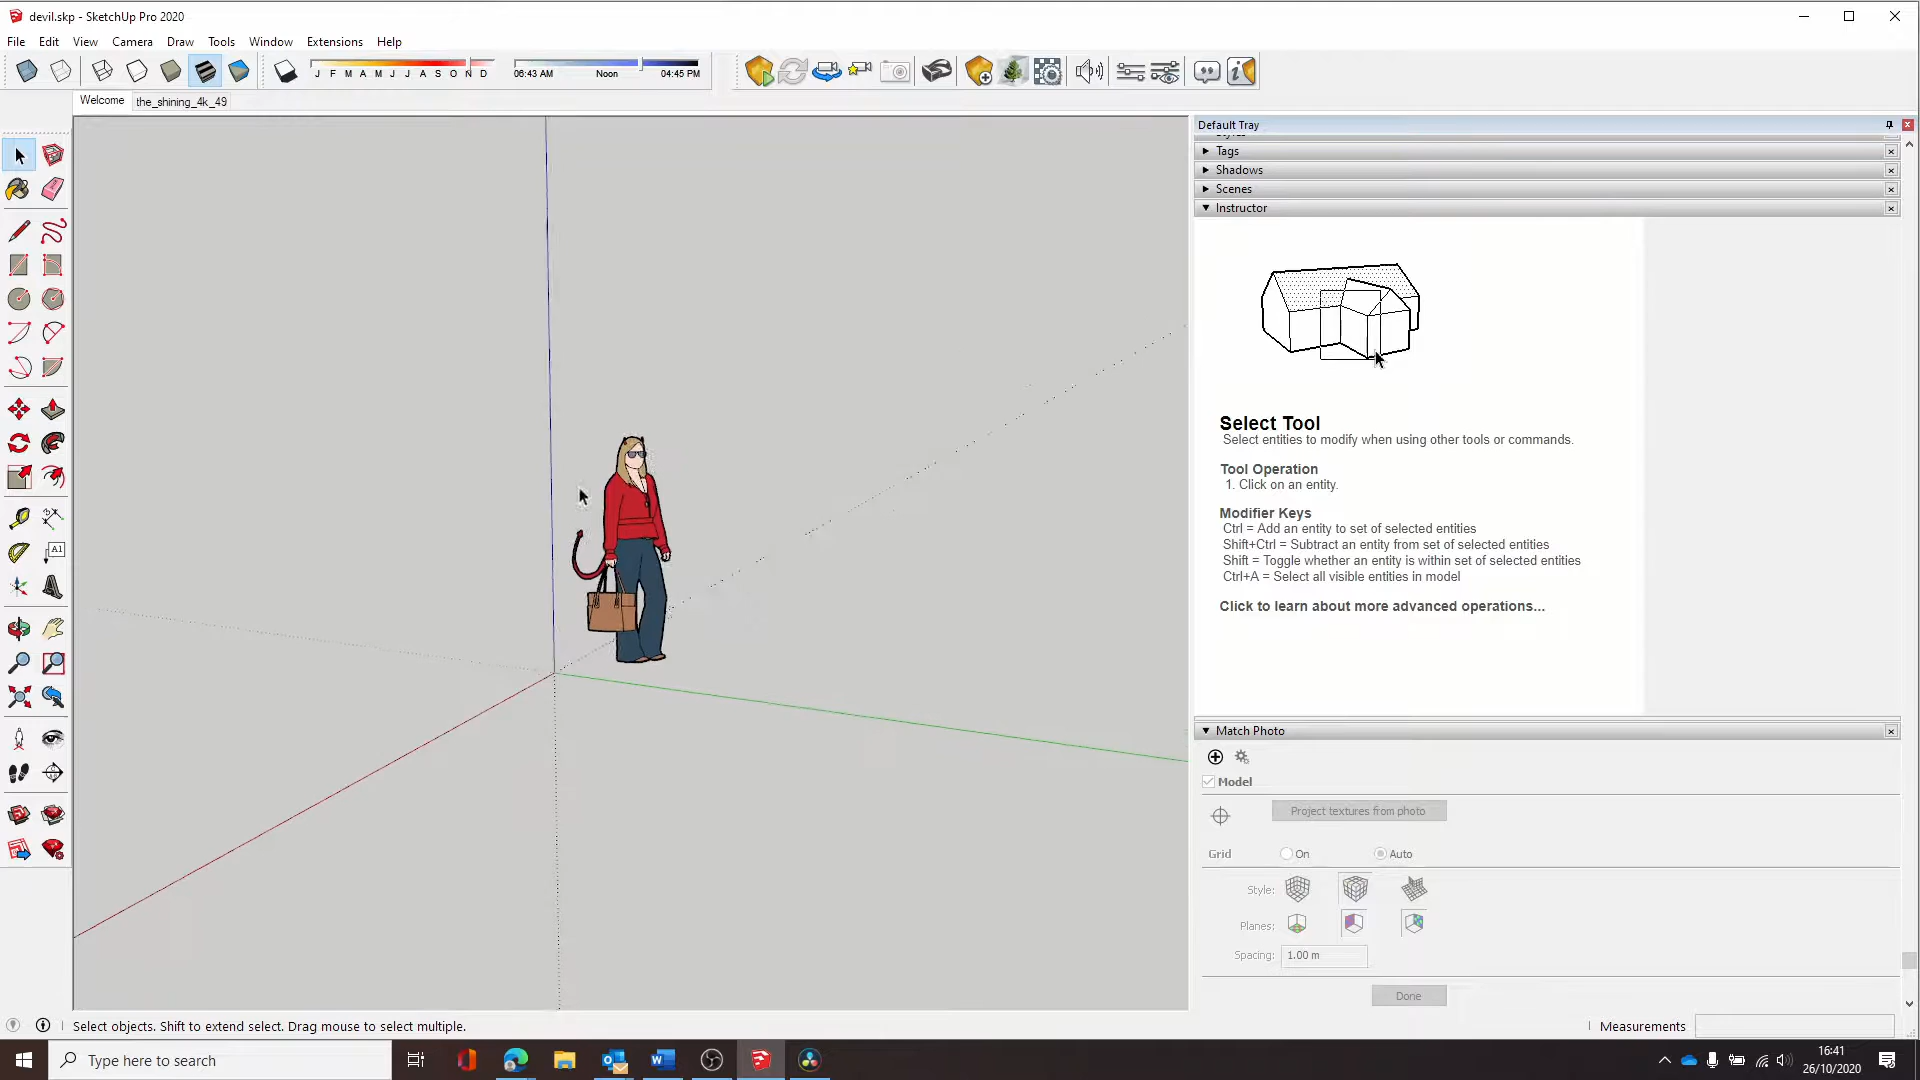 devil.skp - SketchUp Pro 2020
File Edit View Camera Draw Tools Window Extensions Help
J F M A M J J A S O N D
06:43 AM Noon 04:45 PM
Welcome the_shining_4k_49
Default Tray
Tags
Shadows
Scenes
Instructor
Select Tool
Select entities to modify when using other tools or commands.
Tool Operation
1. Click on an entity.
Modifier Keys
Ctrl = Add an entity to set of selected entities
Shift+Ctrl = Subtract an entity from set of selected entities
Shift = Toggle whether an entity is within set of selected entities
Ctrl+A = Select all visible entities in model
Click to learn about more advanced operations...
A1
Match Photo
Model
Project textures from photo
Grid On Auto
Style:
Planes:
Spacing: 1.00 m
Done
Select objects. Shift to extend select. Drag mouse to select multiple.
Measurements
Type here to search
16:41
26/10/2020